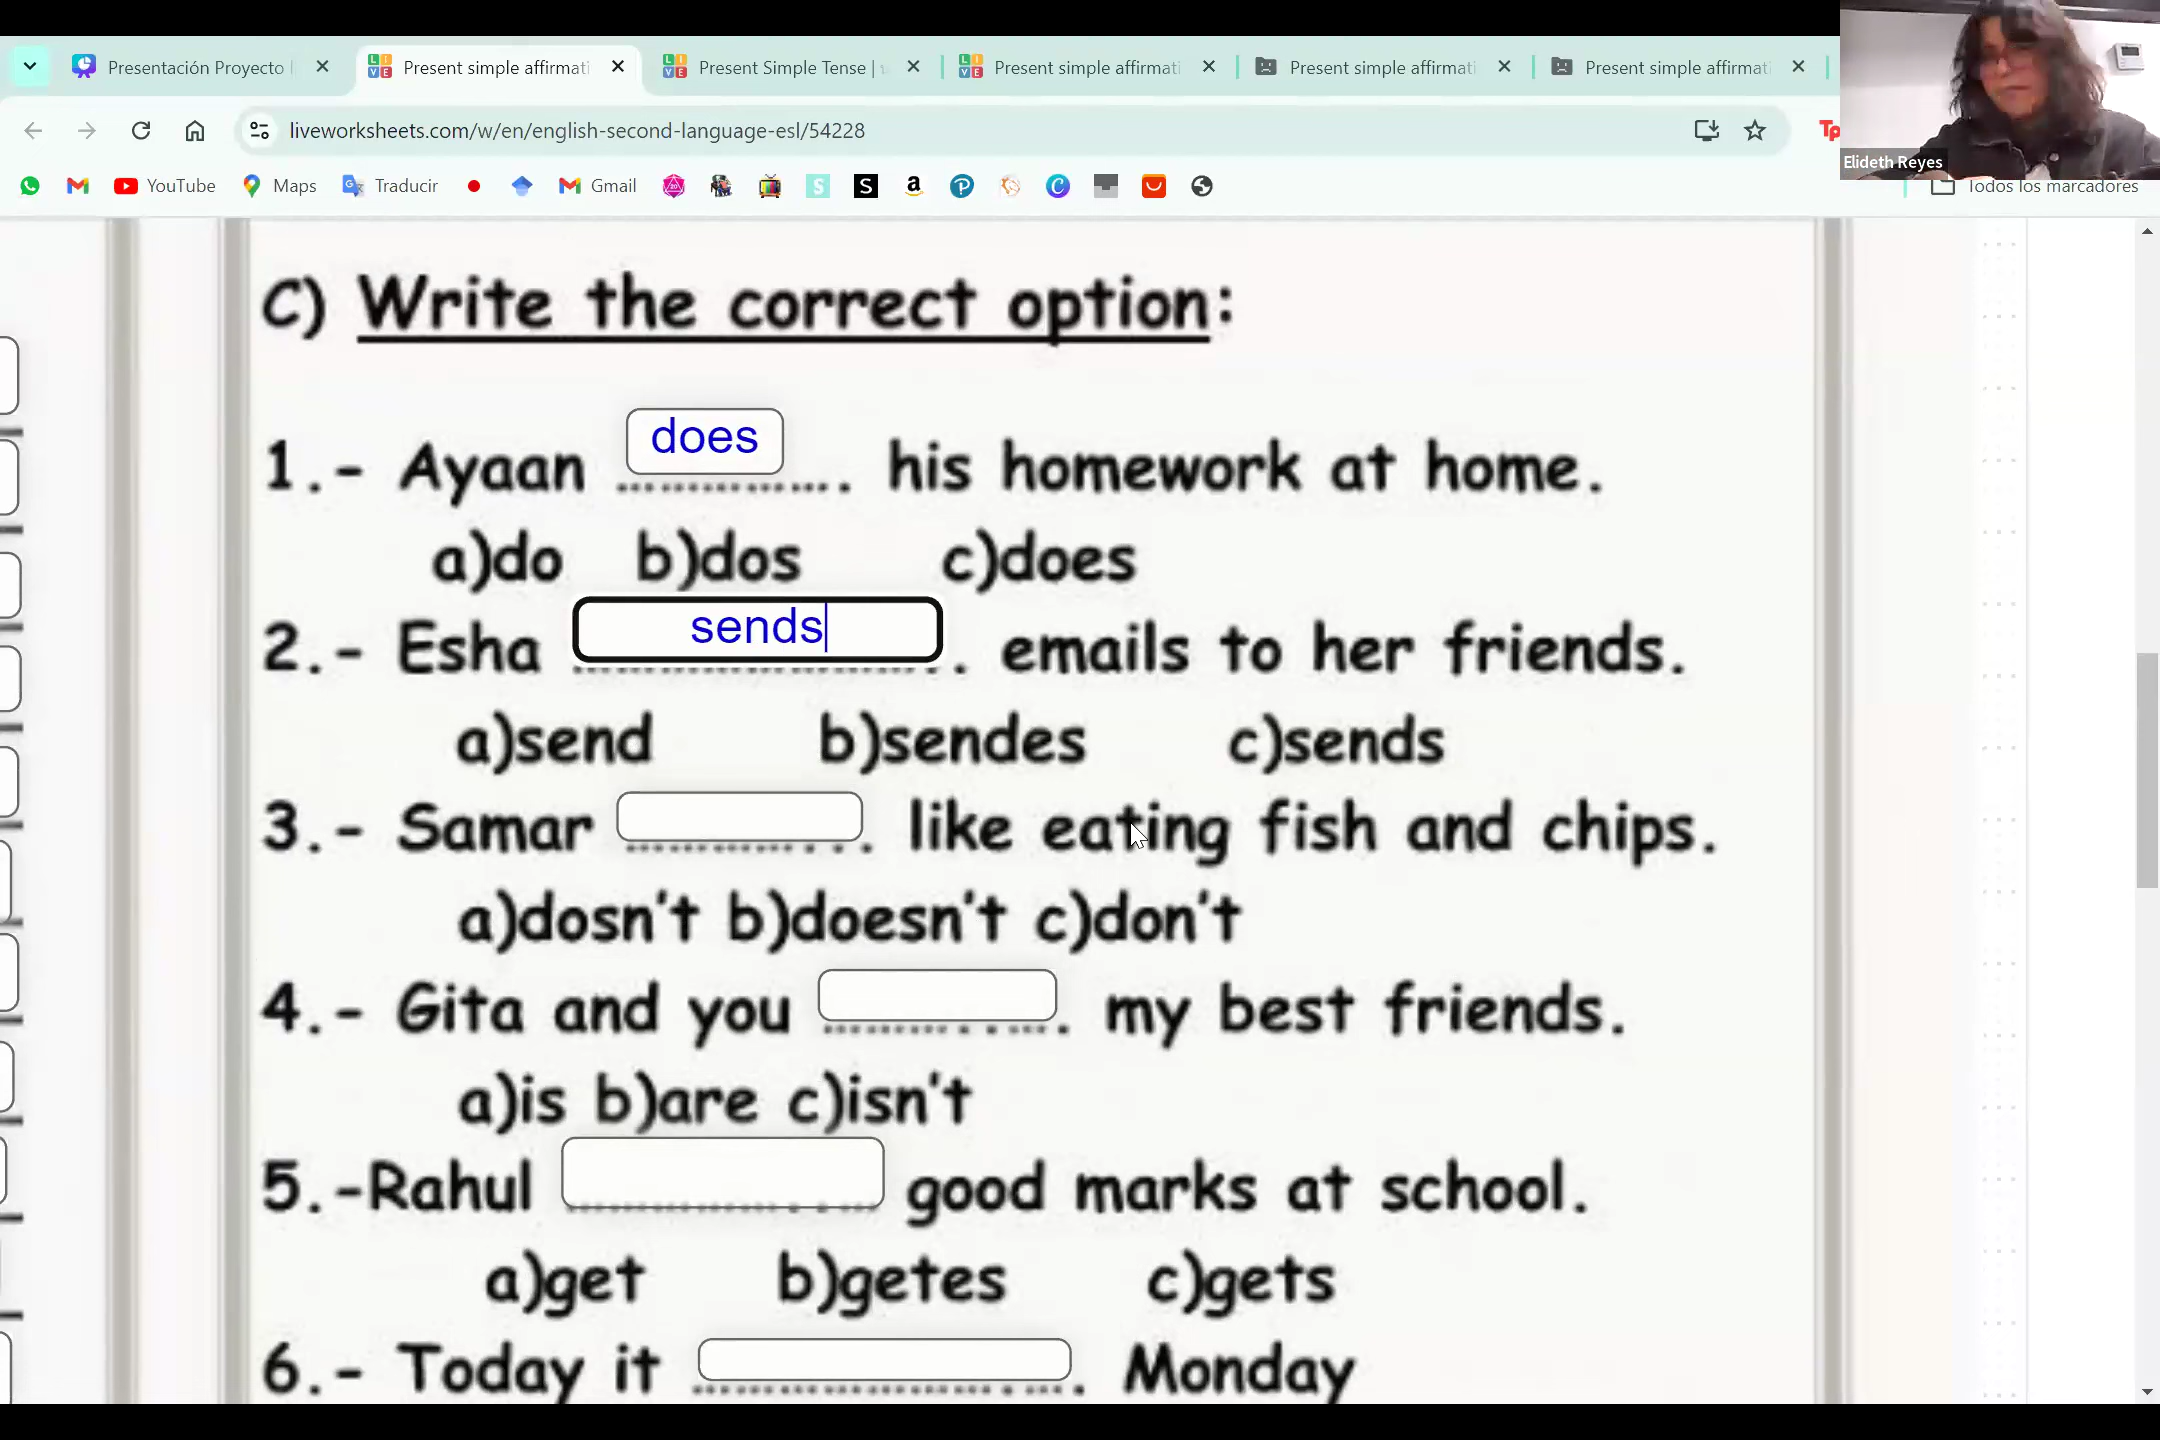 Presentación Proyecto
Present simple affirmati
Present Simple Tense |
Present simple affirmati
Present simple affirmati
Present simple affirmat
liveworksheets.com/w/en/english-second-language-esl/54228
Elideth Reyes
YouTube
Maps
Traducir
Gmail
Todos los marcadores
C) Write the correct option:
1.- Ayaan does his homework at home.
a)do b)dos c)does
2.- Esha sends emails to her friends.
a)send b)sendes c)sends
3.- Samar .............. like eating fish and chips.
a)dosn't b)doesn't c)don't
4.- Gita and you .............. my best friends.
a)is b)are c)isn't
5.-Rahul .............. good marks at school.
a)get b)getes c)gets
6.- Today it .............. Monday